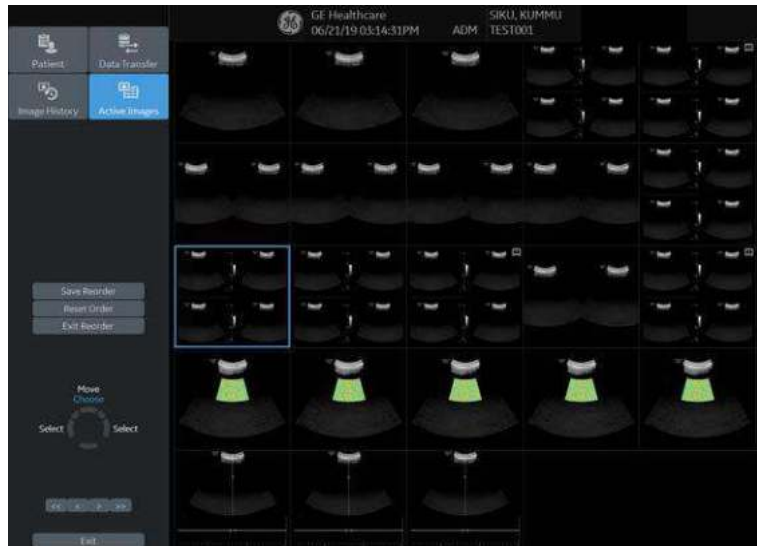 GE Healthcare
06/21/19 03:14:31PM
ADM
SIKU, KUMMU
TEST001
Patient
Data Transfer
Image History
Active Images
Save Reorder
Reset Order
Exit Reorder
Move
Choose
Select
Select
<< < > >>
Exit